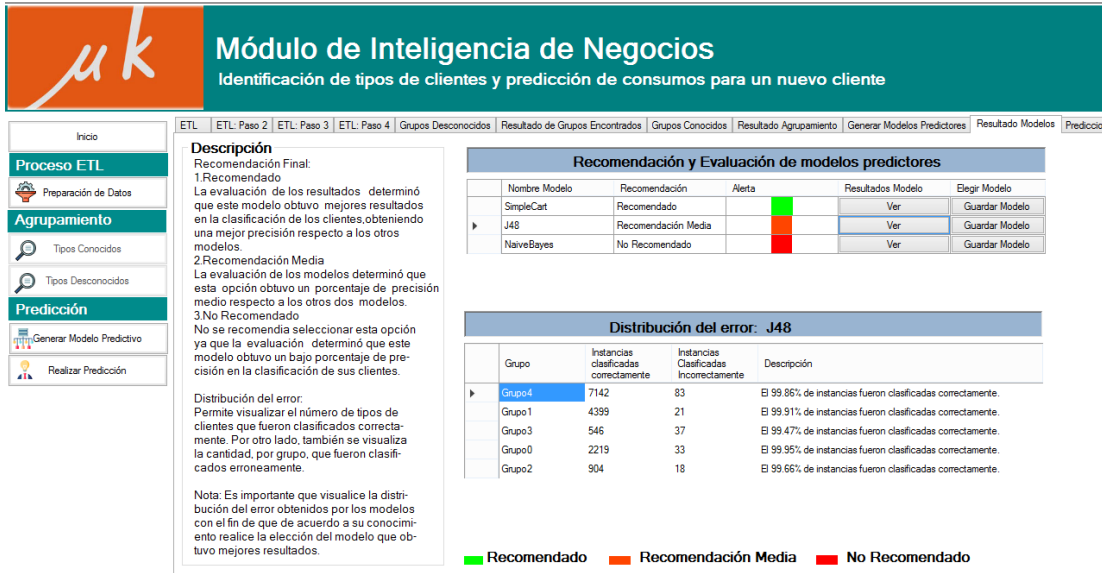 µk
Módulo de Inteligencia de Negocios
Identificación de tipos de clientes y predicción de consumos para un nuevo cliente
Inicio
Proceso ETL
Preparación de Datos
Agrupamiento
Tipos Conocidos
Tipos Desconocidos
Predicción
Generar Modelo Predictivo
Realizar Predicción
ETL ETL: Paso 2 ETL: Paso 3 ETL: Paso 4 Grupos Desconocidos Resultado de Grupos Encontrados Grupos Conocidos Resultado Agrupamiento Generar Modelos Predictores Resultado Modelos Prediccio
Descripción
Recomendación Final:
1.Recomendado
La evaluación de los resultados determinó
que este modelo obtuvo mejores resultados
en la clasificación de los clientes,obteniendo
una mejor precisión respecto a los otros
modelos.
2.Recomendación Media
La evaluación de los modelos determinó que
esta opción obtuvo un porcentaje de precisión
medio respecto a los otros dos modelos.
3.No Recomendado
No se recomendia seleccionar esta opción
ya que la evaluación determinó que este
modelo obtuvo un bajo porcentaje de pre-
cisión en la clasificación de sus clientes.
Distribución del error:
Permite visualizar el número de tipos de
clientes que fueron clasificados correcta-
mente. Por otro lado, también se visualiza
la cantidad, por grupo, que fueron clasifi-
cados erroneamente.
Nota: Es importante que visualice la distri-
bución del error obtenidos por los modelos
con el fin de que de acuerdo a su conocimi-
ento realice la elección del modelo que ob-
tuvo mejores resultados.
Recomendación y Evaluación de modelos predictores
Nombre Modelo Recomendación Alerta Resultados Modelo Elegir Modelo
SimpleCart Recomendado Ver Guardar Modelo
J48 Recomendación Media Ver Guardar Modelo
NaiveBayes No Recomendado Ver Guardar Modelo
Distribución del error: J48
Grupo Instancias clasificadas correctamente Instancias Clasificadas Incorrectamente Descripción
Grupo4 7142 83 El 99.86% de instancias fueron clasificadas correctamente.
Grupo1 4399 21 El 99.91% de instancias fueron clasificadas correctamente.
Grupo3 546 37 El 99.47% de instancias fueron clasificadas correctamente.
Grupo0 2219 33 El 99.95% de instancias fueron clasificadas correctamente.
Grupo2 904 18 El 99.66% de instancias fueron clasificadas correctamente.
Recomendado Recomendación Media No Recomendado